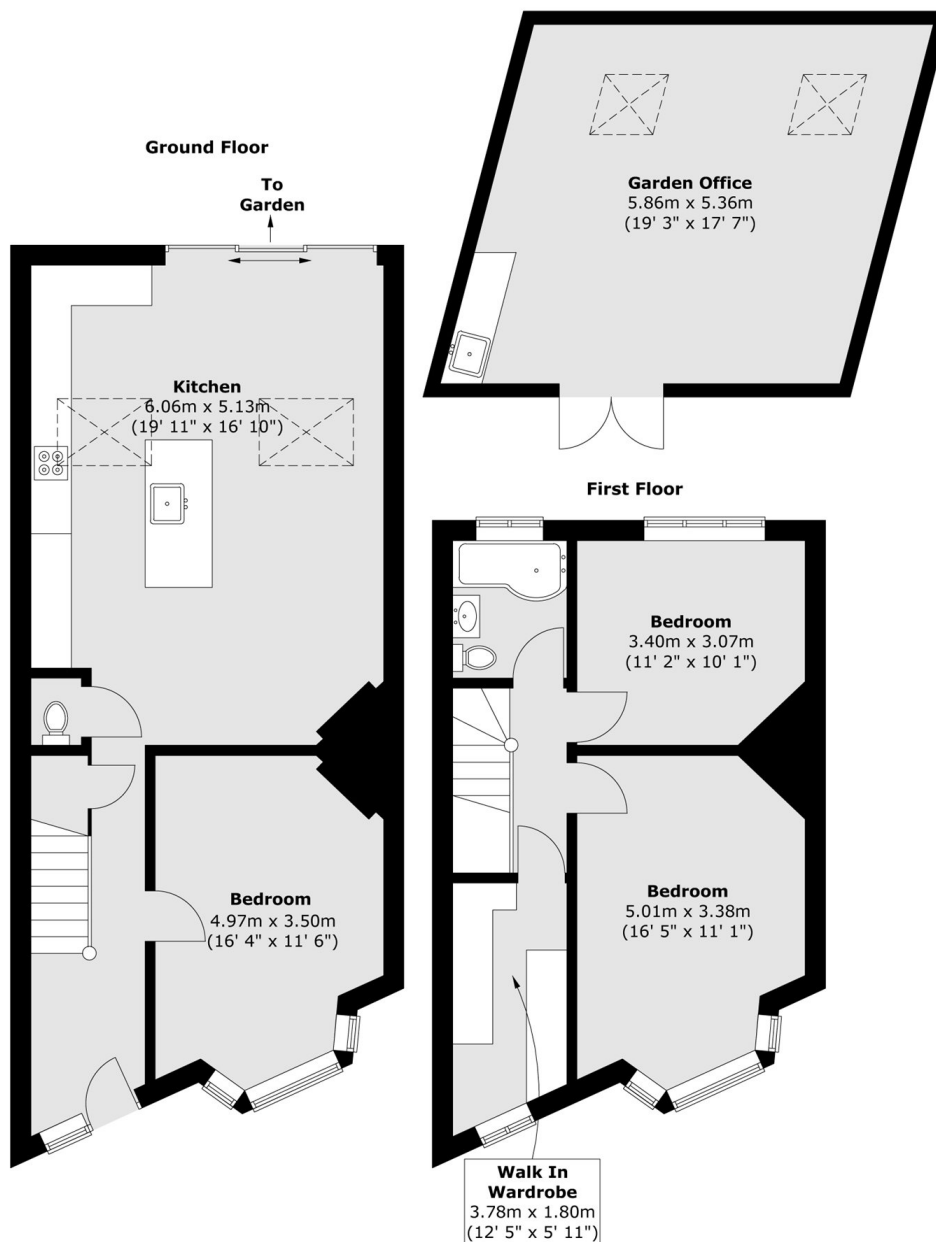 Ground Floor
To
Garden
Kitchen
6.06m x 5.13m
(19' 11" x 16' 10")
Bedroom
4.97m x 3.50m
(16' 4" x 11' 6")
Garden Office
5.86m x 5.36m
(19' 3" x 17' 7")
First Floor
Bedroom
3.40m x 3.07m
(11' 2" x 10' 1")
Bedroom
5.01m x 3.38m
(16' 5" x 11' 1")
Walk In
Wardrobe
3.78m x 1.80m
(12' 5" x 5' 11")